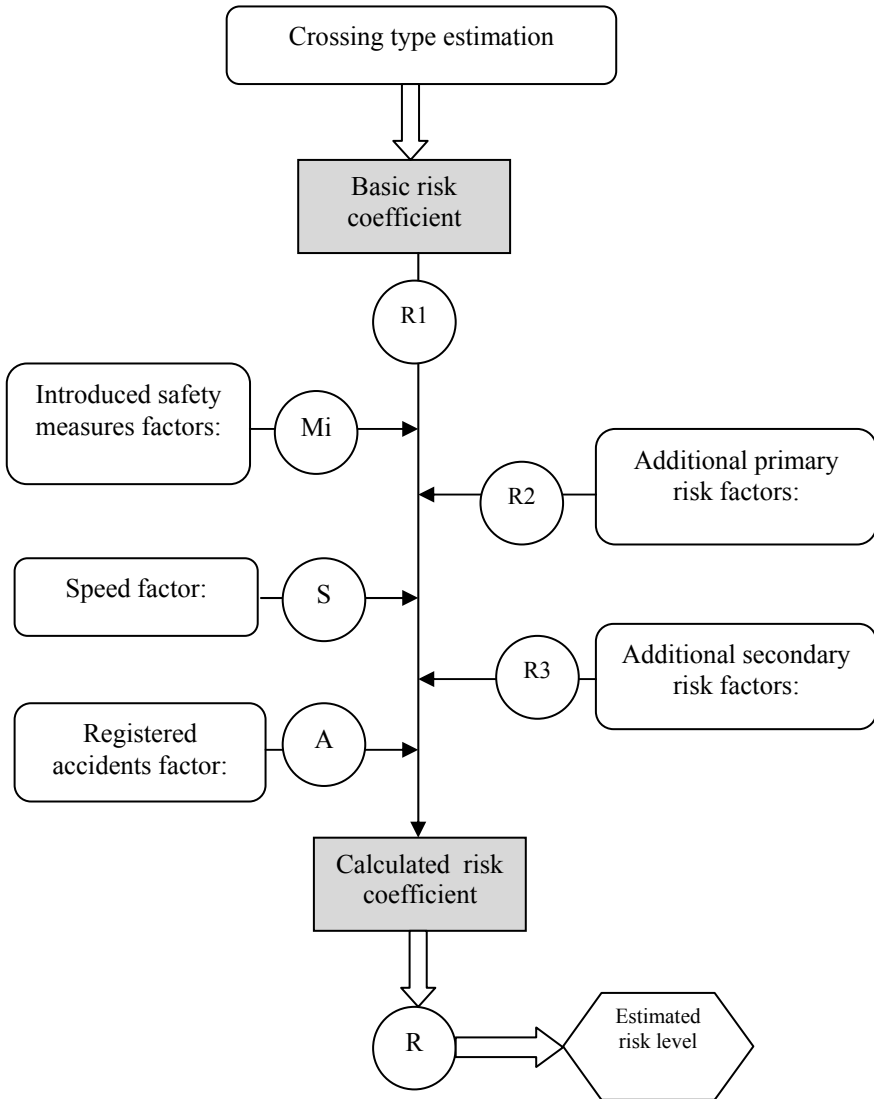 Crossing type estimation
Basic risk
coefficient
R1
Introduced safety
measures factors:
Mi
R2
Additional primary
risk factors:
Speed factor:
S
R3
Additional secondary
risk factors:
Registered
accidents factor:
A
Calculated risk
coefficient
R
Estimated
risk level